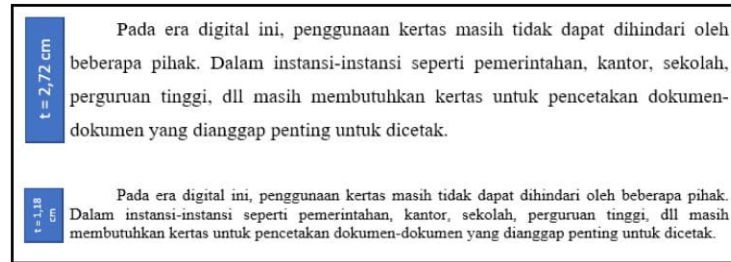 t = 2,72 cm
Pada era digital ini, penggunaan kertas masih tidak dapat dihindari oleh
beberapa pihak. Dalam instansi-instansi seperti pemerintahan, kantor, sekolah,
perguruan tinggi, dll masih membutuhkan kertas untuk pencetakan dokumen-
dokumen yang dianggap penting untuk dicetak.
t = 1,18
cm
Pada era digital ini, penggunaan kertas masih tidak dapat dihindari oleh beberapa pihak.
Dalam instansi-instansi seperti pemerintahan, kantor, sekolah, perguruan tinggi, dll masih
membutuhkan kertas untuk pencetakan dokumen-dokumen yang dianggap penting untuk dicetak.